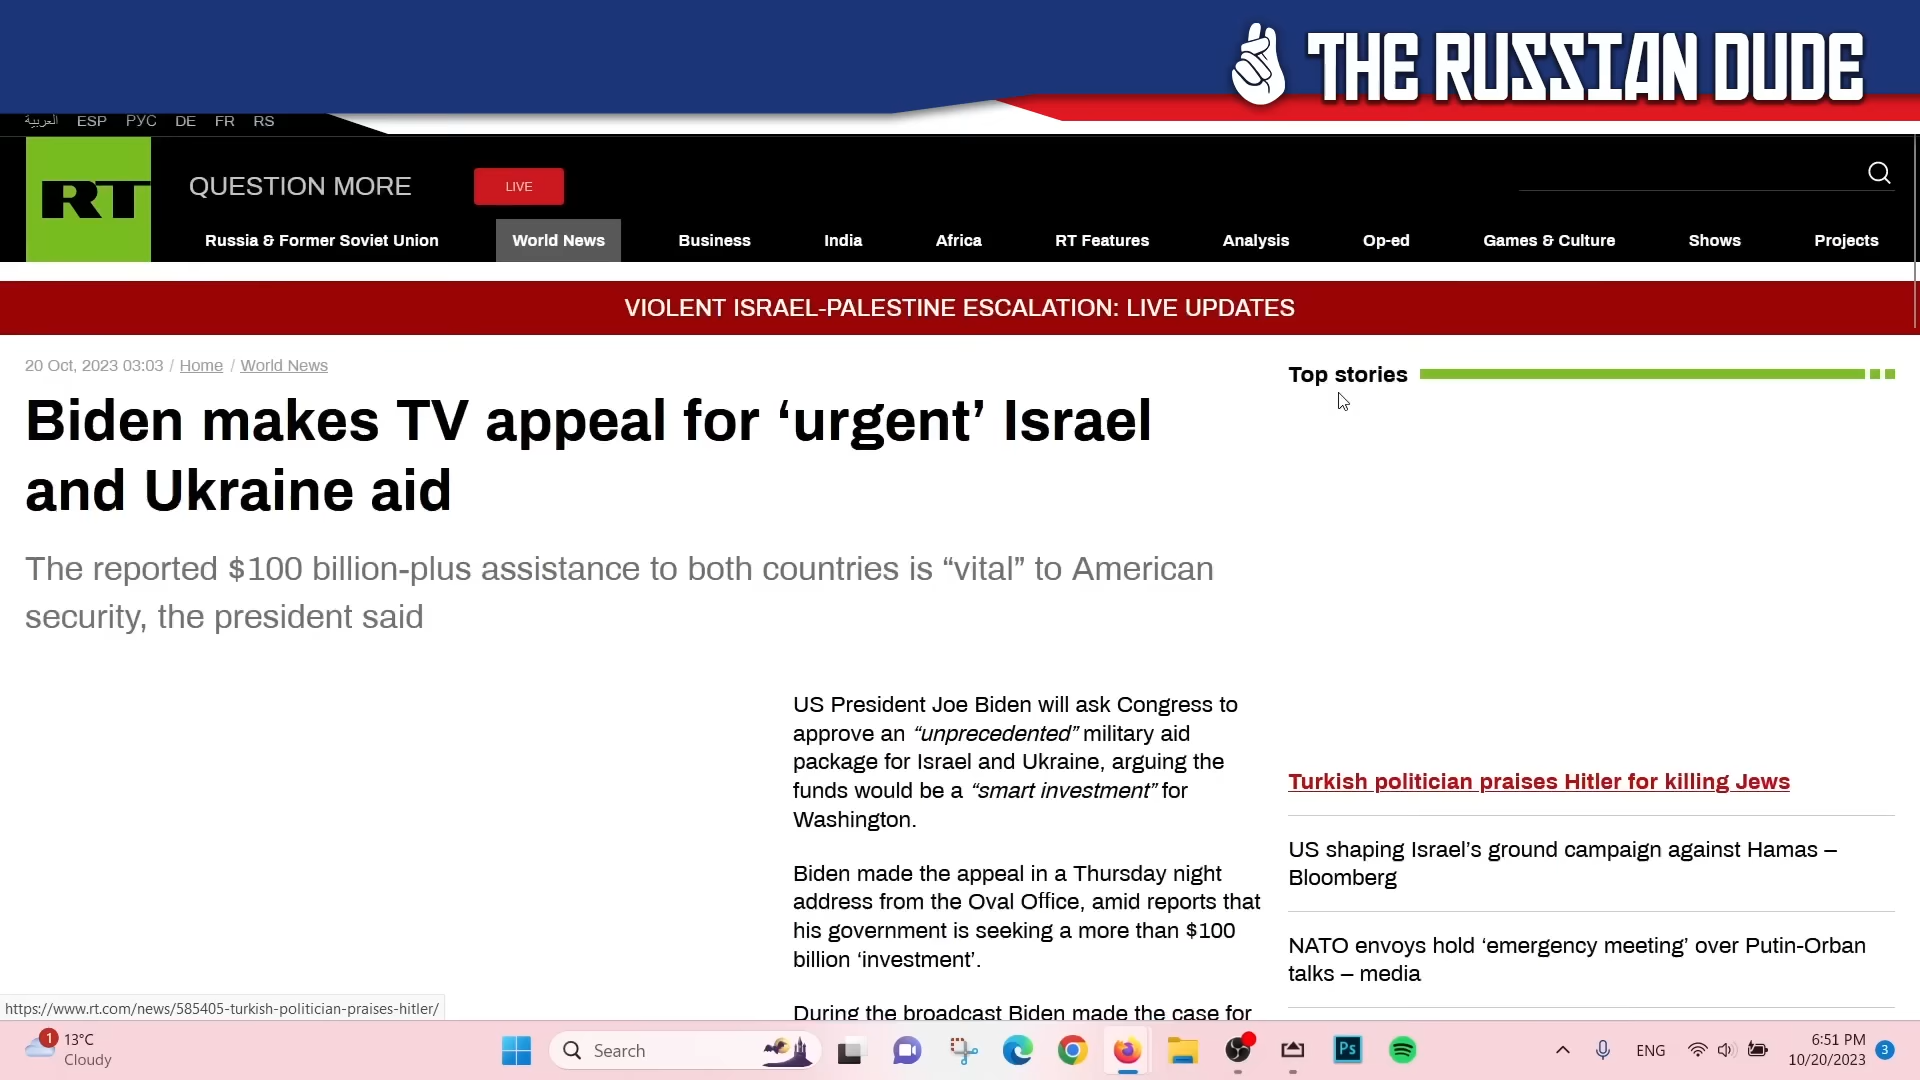 THE RUSSIAN DUDE
العربية ESP РУС DE FR RS
RT
QUESTION MORE
LIVE
Russia & Former Soviet Union World News Business India Africa RT Features Analysis Op-ed Games & Culture Shows Projects
VIOLENT ISRAEL-PALESTINE ESCALATION: LIVE UPDATES
20 Oct, 2023 03:03 / Home / World News
Biden makes TV appeal for ‘urgent’ Israel
and Ukraine aid
The reported $100 billion-plus assistance to both countries is “vital” to American
security, the president said
US President Joe Biden will ask Congress to
approve an “unprecedented” military aid
package for Israel and Ukraine, arguing the
funds would be a “smart investment” for
Washington.
Biden made the appeal in a Thursday night
address from the Oval Office, amid reports that
his government is seeking a more than $100
billion ‘investment’.
During the broadcast Biden made the case for
Top stories
Turkish politician praises Hitler for killing Jews
US shaping Israel’s ground campaign against Hamas –
Bloomberg
NATO envoys hold ‘emergency meeting’ over Putin-Orban
talks – media
https://www.rt.com/news/585405-turkish-politician-praises-hitler/
1
13°C
Cloudy
Search
Ps
ENG
6:51 PM
10/20/2023
3